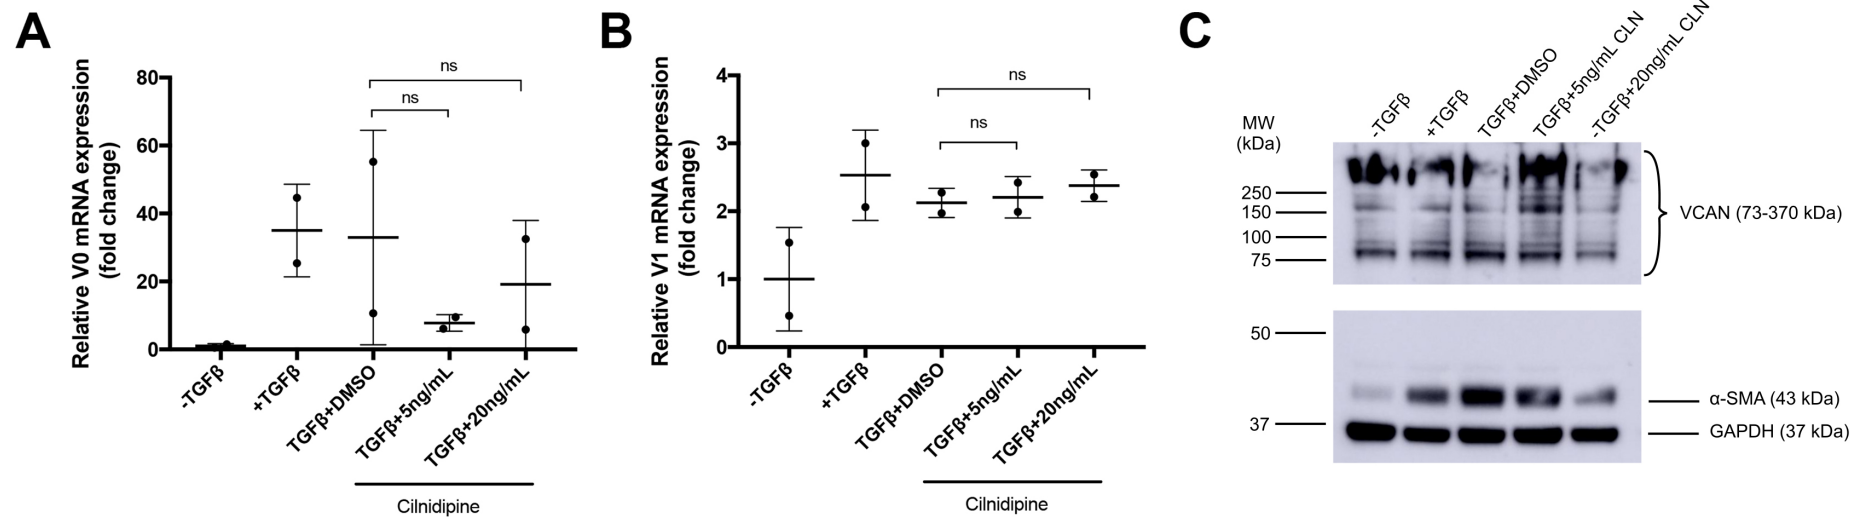 A
Relative V0 mRNA expression
(fold change)
80
60
40
20
0
ns
ns
-TGFβ
+TGFβ
TGFβ+DMSO
TGFβ+5ng/mL
TGFβ+20ng/mL
Cilnidipine
B
Relative V1 mRNA expression
(fold change)
4
3
2
1
0
ns
ns
-TGFβ
+TGFβ
TGFβ+DMSO
TGFβ+5ng/mL
TGFβ+20ng/mL
Cilnidipine
C
-TGFβ
+TGFβ
TGFβ+DMSO
TGFβ+5ng/mL CLN
-TGFβ+20ng/mL CLN
MW
(kDa)
250
150
100
75
VCAN (73-370 kDa)
50
37
α-SMA (43 kDa)
GAPDH (37 kDa)